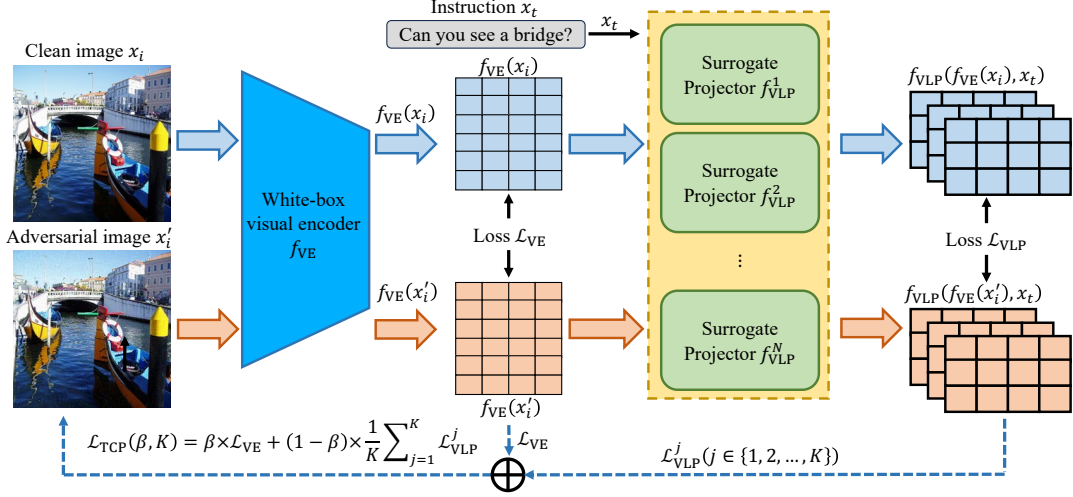 Instruction x_t
Can you see a bridge?
x_t
Clean image x_i
f_VE(x_i)
f_VE(x_i)
White-box
visual encoder
f_VE
Surrogate
Projector f_VLP^1
Surrogate
Projector f_VLP^2
⋮
Surrogate
Projector f_VLP^N
f_VLP(f_VE(x_i), x_t)
Loss ℒ_VE
Loss ℒ_VLP
Adversarial image x_i′
f_VE(x_i′)
f_VE(x_i′)
f_VLP(f_VE(x_i′), x_t)
ℒ_TCP(β, K) = β×ℒ_VE + (1 − β)× 1/K ∑_{j=1}^{K} ℒ_VLP^j
ℒ_VE
ℒ_VLP^j (j ∈ {1, 2, …, K})